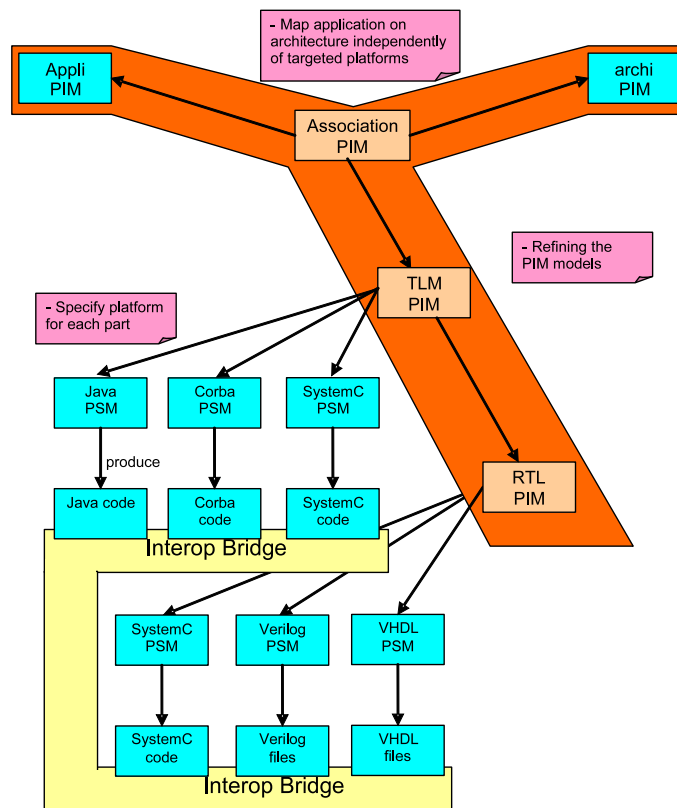 - Map application on
architecture independently
of targeted platforms
Appli
PIM
archi
PIM
Association
PIM
- Refining the
PIM models
TLM
PIM
- Specify platform
for each part
Java
PSM
Corba
PSM
SystemC
PSM
produce
RTL
PIM
Java code
Corba
code
SystemC
code
Interop Bridge
SystemC
PSM
Verilog
PSM
VHDL
PSM
SystemC
code
Verilog
files
VHDL
files
Interop Bridge